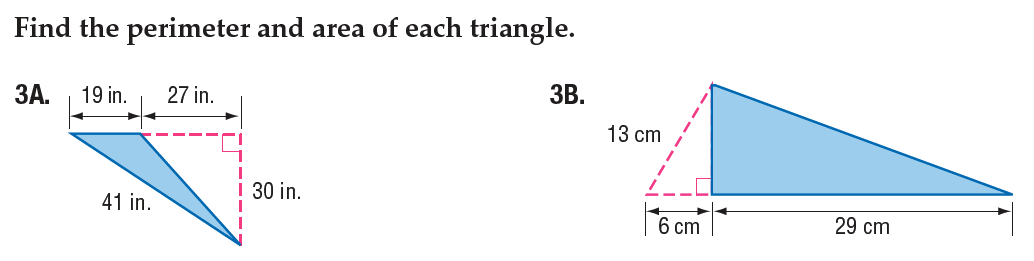 Find the perimeter and area of each triangle.
3A. 19 in. 27 in.
41 in. 30 in.
3B.
13 cm
6 cm 29 cm